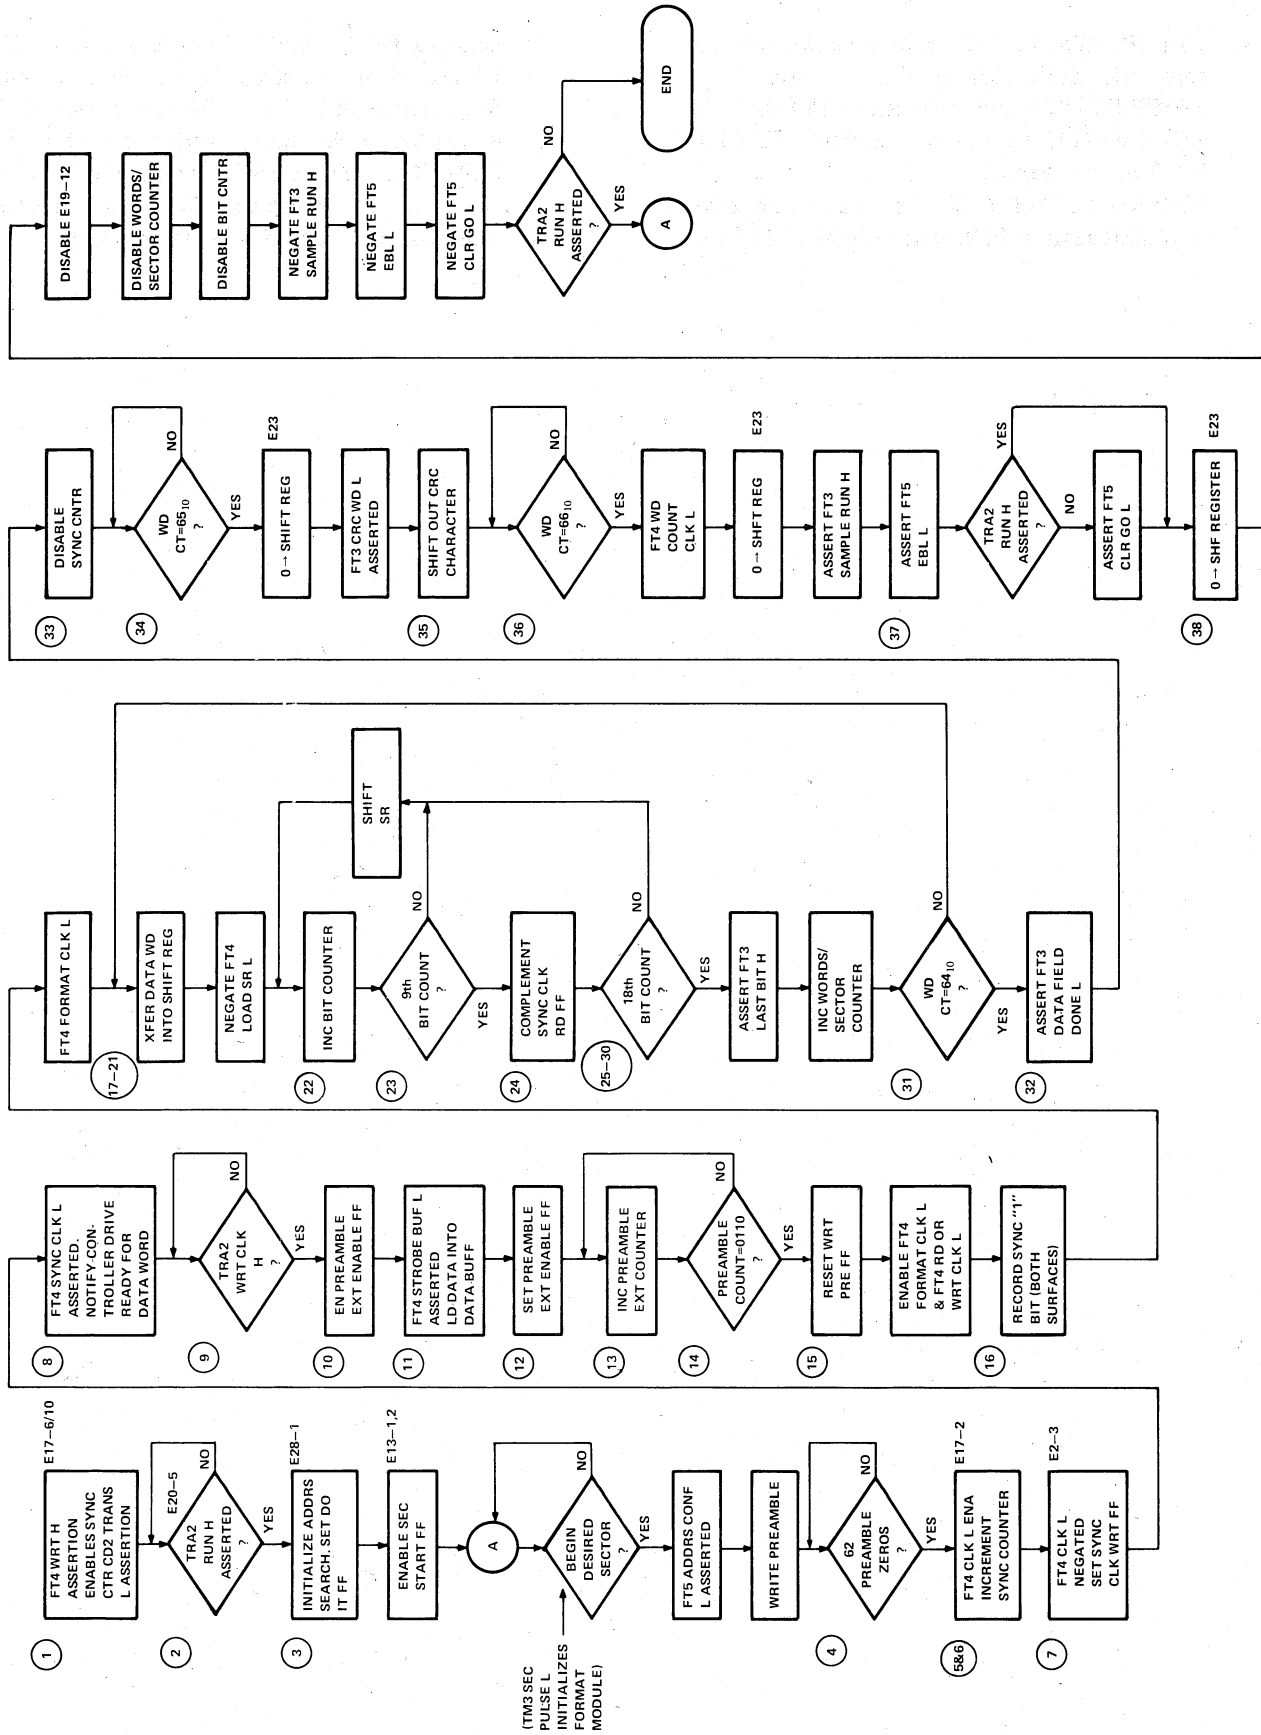 1
FT4 WRT H
ASSERTION
ENABLES SYNC
CTR CD2 TRANS
L ASSERTION
E17–6/10
2
TRA2
RUN H
ASSERTED
?
E20–5
NO
YES
3
INITIALIZE ADDRS
SEARCH. SET DO
IT FF
E28–1
ENABLE SEC
START FF
E13–1,2
A
(TM3 SEC
PULSE L
INITIALIZES
FORMAT
MODULE)
BEGIN
DESIRED
SECTOR
?
NO
YES
FT5 ADDRS CONF
L ASSERTED
WRITE PREAMBLE
4
62
PREAMBLE
ZEROS
?
NO
YES
5&6
FT4 CLK L ENA
INCREMENT
SYNC COUNTER
E17–2
7
FT4 CLK L
NEGATED
SET SYNC
CLK WRT FF
E2–3
8
FT4 SYNC CLK L
ASSERTED.
NOTIFY-CON-
TROLLER DRIVE
READY FOR
DATA WORD
9
TRA2
WRT CLK
H
?
NO
YES
10
EN PREAMBLE
EXT ENABLE FF
11
FT4 STROBE BUF L
ASSERTED
LD-DATA INTO
DATA-BUFF
12
SET PREAMBLE
EXT ENABLE FF
13
INC PREAMBLE
EXT COUNTER
14
PREAMBLE
COUNT=0110
?
NO
YES
15
RESET WRT
PRE FF
ENABLE FT4
FORMAT CLK L
& FT4 RD OR
WRT CLK L
16
RECORD SYNC "1"
BIT (BOTH
SURFACES)
FT4 FORMAT CLK L
17–21
XFER DATA WD
INTO SHIFT REG
NEGATE FT4
LOAD SR L
22
INC BIT COUNTER
23
9th
BIT COUNT
?
NO
YES
SHIFT
SR
24
COMPLEMENT
SYNC CLK
RD FF
25–30
18th
BIT COUNT
?
NO
YES
ASSERT FT3
LAST BIT H
INC WORDS/
SECTOR
COUNTER
31
WD
CT=64₁₀
?
NO
YES
32
ASSERT FT3
DATA FIELD
DONE L
33
DISABLE
SYNC CNTR
34
WD
CT=65₁₀
?
NO
YES
0→ SHIFT REG
E23
FT3 CRC WD L
ASSERTED
35
SHIFT OUT CRC
CHARACTER
36
WD
CT=66₁₀
?
NO
YES
FT4 WD
COUNT
CLK L
0→ SHFT REG
E23
ASSERT FT3
SAMPLE RUN H
37
ASSERT FT5
EBL L
TRA2
RUN H
ASSERTED
?
YES
NO
ASSERT FT5
CLR GO L
38
0→ SHF REGISTER
E23
DISABLE E19–12
DISABLE WORDS/
SECTOR COUNTER
DISABLE BIT CNTR
NEGATE FT3
SAMPLE RUN H
NEGATE FT5
EBL L
NEGATE FT5
CLR GO L
TRA2
RUN H
ASSERTED
?
NO
YES
A
END